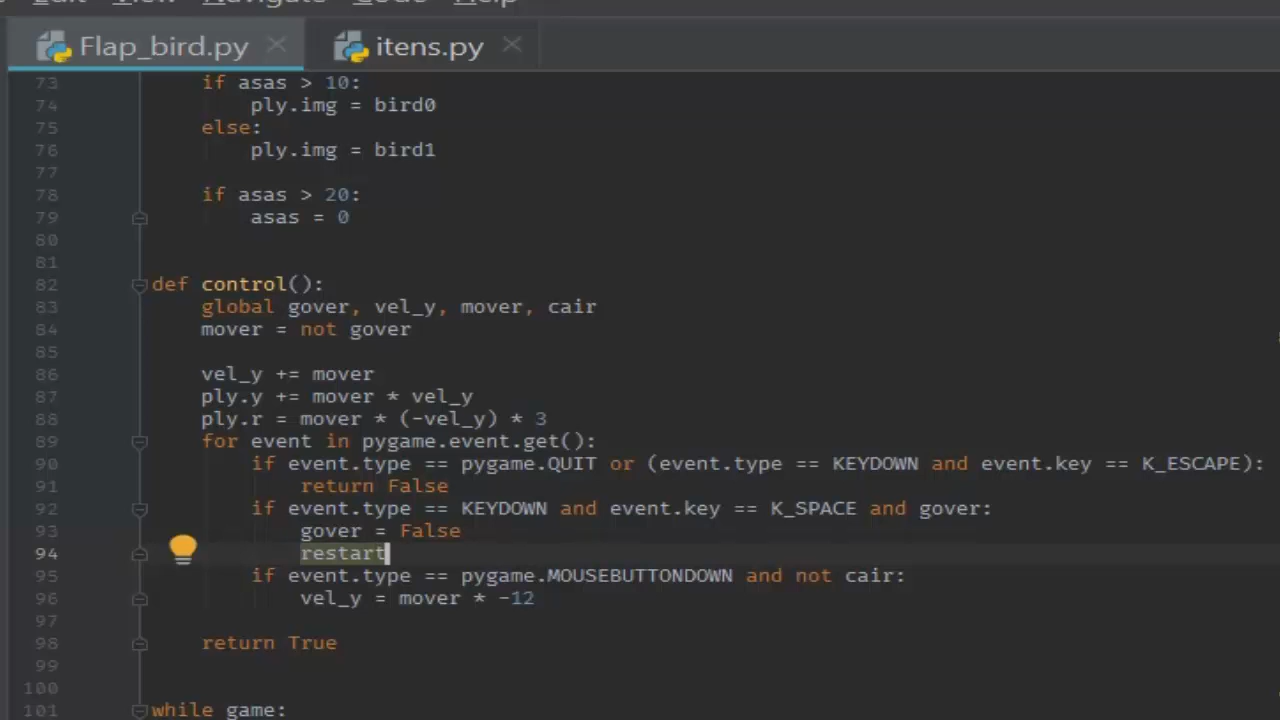 Edit View Navigate Code Help
Flap_bird.py itens.py
73 if asas > 10:
74 ply.img = bird0
75 else:
76 ply.img = bird1
77
78 if asas > 20:
79 asas = 0
80
81
82 def control():
83 global gover, vel_y, mover, cair
84 mover = not gover
85
86 vel_y += mover
87 ply.y += mover * vel_y
88 ply.r = mover * (-vel_y) * 3
89 for event in pygame.event.get():
90 if event.type == pygame.QUIT or (event.type == KEYDOWN and event.key == K_ESCAPE):
91 return False
92 if event.type == KEYDOWN and event.key == K_SPACE and gover:
93 gover = False
94 restart
95 if event.type == pygame.MOUSEBUTTONDOWN and not cair:
96 vel_y = mover * -12
97
98 return True
99
100
101 while game: